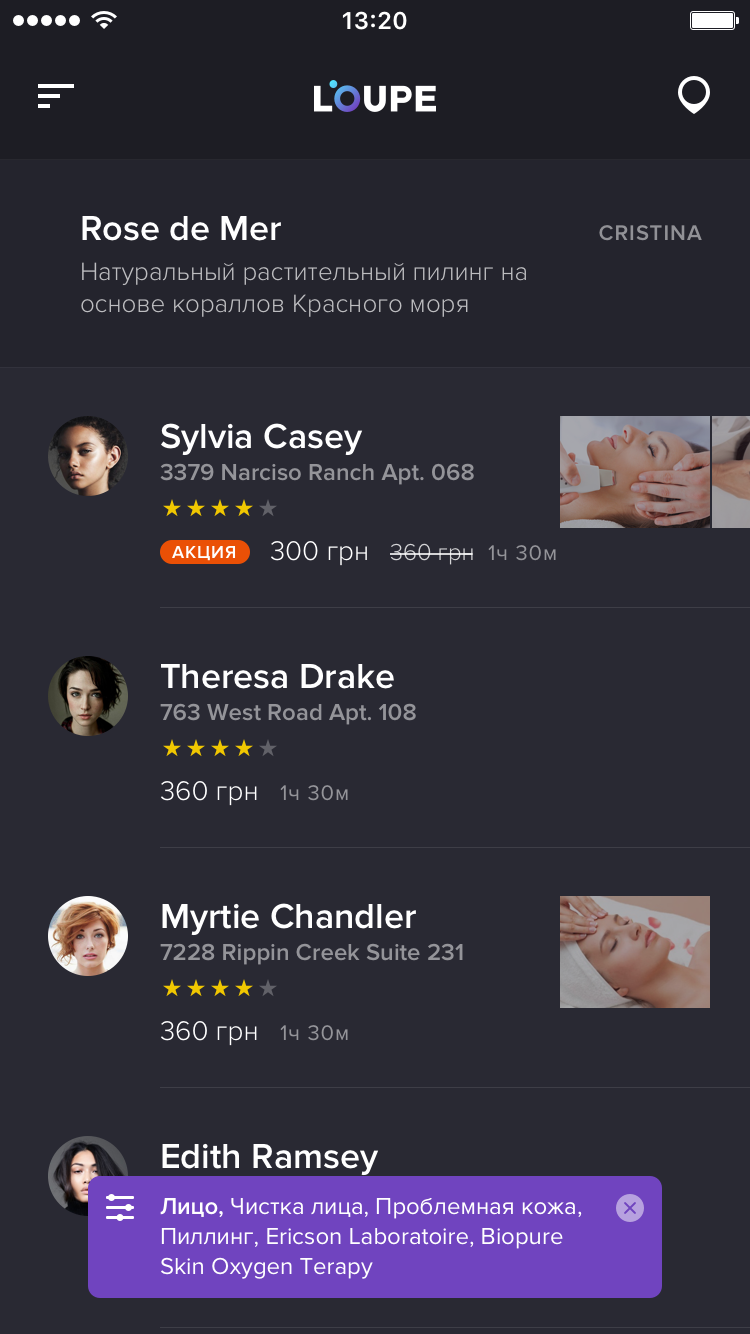 13:20
LOUPE
Rose de Mer
CRISTINA
Натуральный растительный пилинг на
основе кораллов Красного моря
Sylvia Casey
3379 Narciso Ranch Apt. 068
АКЦИЯ 300 грн 360 грн 1ч 30м
Theresa Drake
763 West Road Apt. 108
360 грн 1ч 30м
Myrtie Chandler
7228 Rippin Creek Suite 231
360 грн 1ч 30м
Edith Ramsey
Лицо, Чистка лица, Проблемная кожа,
Пиллинг, Ericson Laboratoire, Biopure
Skin Oxygen Terapy